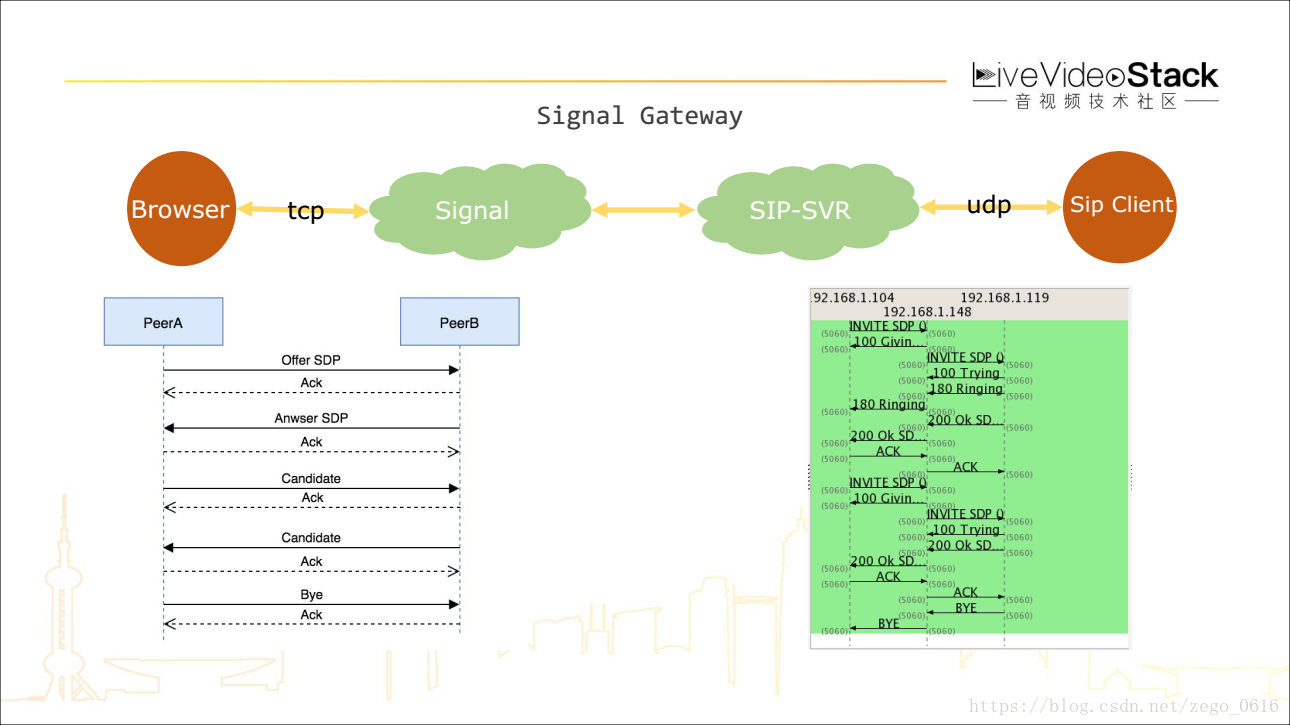 LiveVideoStack
音视频技术社区
Signal Gateway
Browser
tcp
Signal
SIP-SVR
udp
Sip Client
PeerA
PeerB
Offer SDP
Ack
Anwser SDP
Ack
Candidate
Ack
Candidate
Ack
Bye
Ack
92.168.1.104
192.168.1.119
192.168.1.148
INVITE SDP ()
(5060) (5060)
100 Givin...
(5060)
INVITE SDP ()
(5060) (5060)
100 Trying
(5060) (5060)
180 Ringing
(5060) (5060)
180 Ringing
(5060) (5060)
200 Ok SD...
(5060) (5060)
200 Ok SD...
(5060) (5060)
ACK
(5060) (5060)
ACK
(5060) (5060)
INVITE SDP ()
(5060) (5060)
100 Givin...
(5060) (5060)
INVITE SDP ()
(5060) (5060)
100 Trying
(5060) (5060)
200 Ok SD...
(5060) (5060)
200 Ok SD...
(5060) (5060)
ACK
(5060) (5060)
ACK
(5060) (5060)
BYE
(5060) (5060)
BYE
(5060) (5060)
https://blog.csdn.net/zego_0616